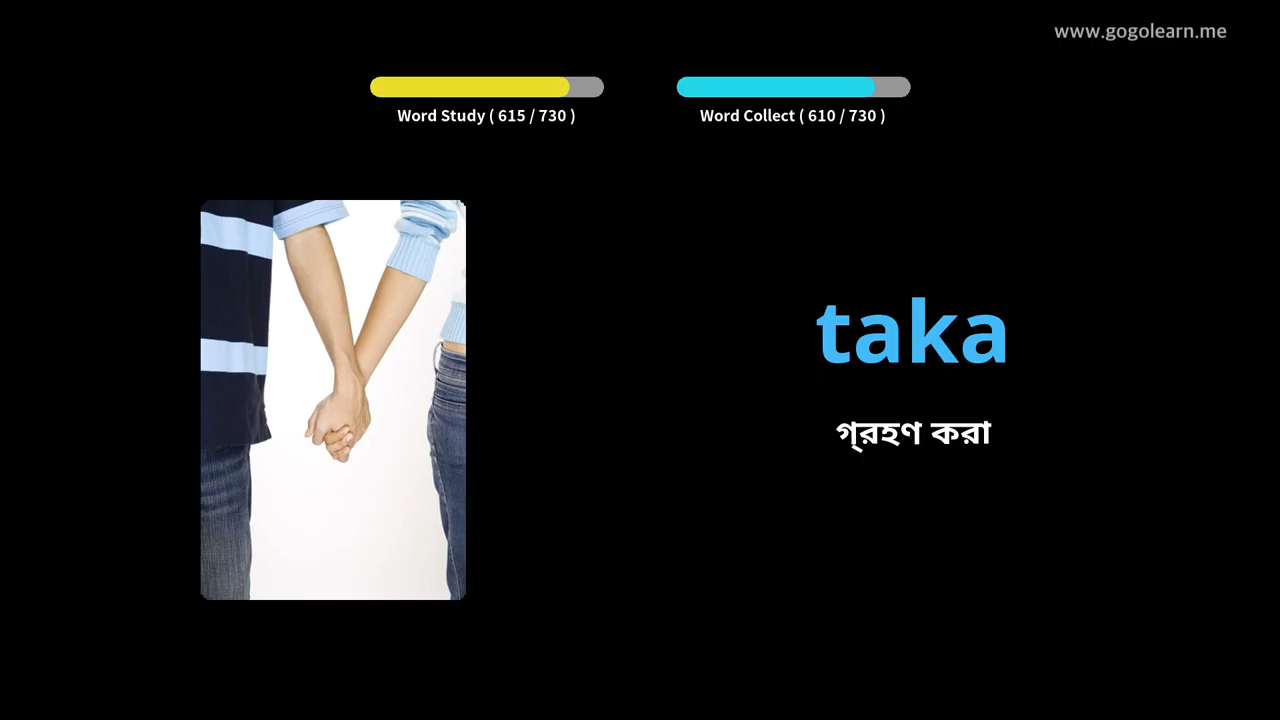 www.gogolearn.me
Word Study ( 615 / 730 )
Word Collect ( 610 / 730 )
taka
গ্রহণ করা